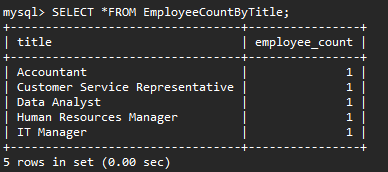 mysql> SELECT *FROM EmployeeCountByTitle;
+-------------------------------+----------------+
| title                         | employee_count |
+-------------------------------+----------------+
| Accountant                    |              1 |
| Customer Service Representative |              1 |
| Data Analyst                  |              1 |
| Human Resources Manager       |              1 |
| IT Manager                    |              1 |
+-------------------------------+----------------+
5 rows in set (0.00 sec)